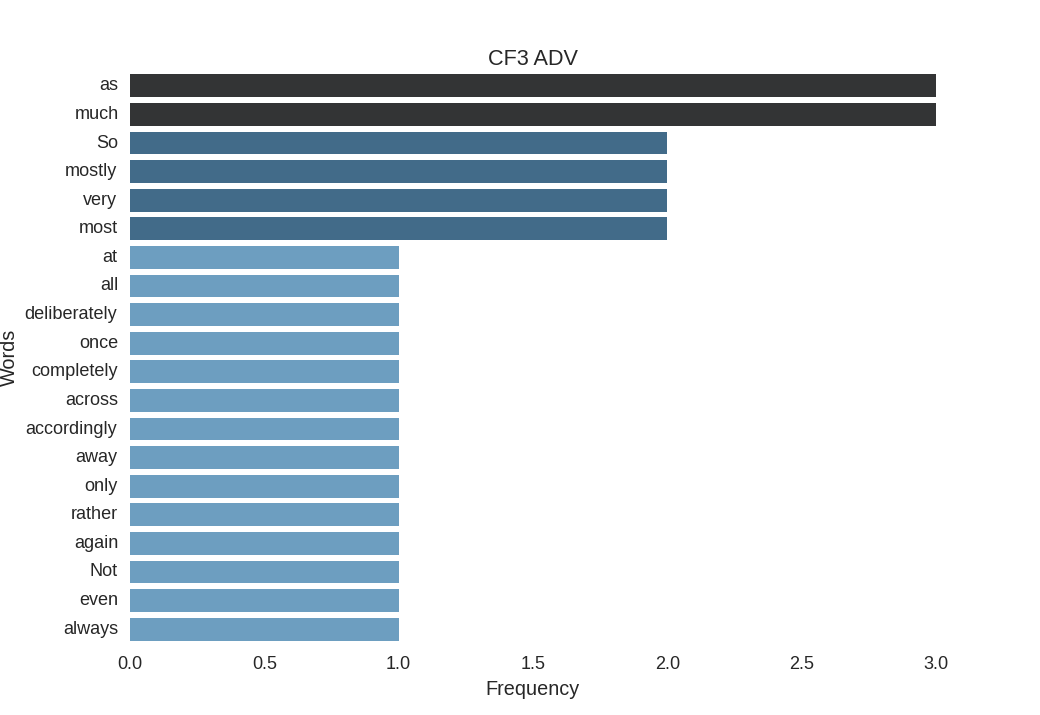 CF3 ADV
as
much
So
mostly
very
most
at
all
deliberately
once
completely
across
accordingly
away
only
rather
again
Not
even
always
Words
0.0 0.5 1.0 1.5 2.0 2.5 3.0
Frequency